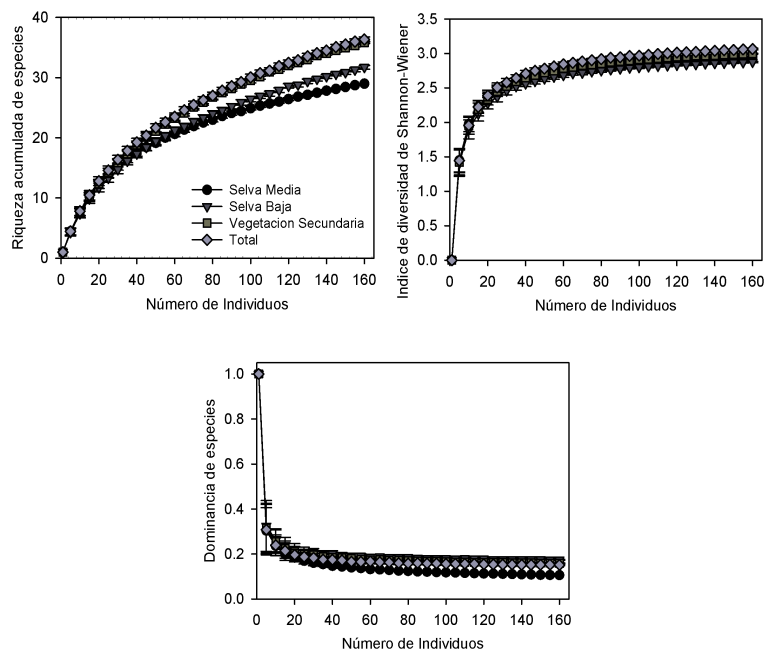 Riqueza acumulada de especies
40
30
20
10
0
Selva Media
Selva Baja
Vegetacion Secundaria
Total
0 20 40 60 80 100 120 140 160
Número de Individuos
Indice de diversidad de Shannon-Wiener
3.5
3.0
2.5
2.0
1.5
1.0
0.5
0.0
0 20 40 60 80 100 120 140 160
Número de Individuos
Dominancia de especies
1.0
0.8
0.6
0.4
0.2
0.0
0 20 40 60 80 100 120 140 160
Número de Individuos